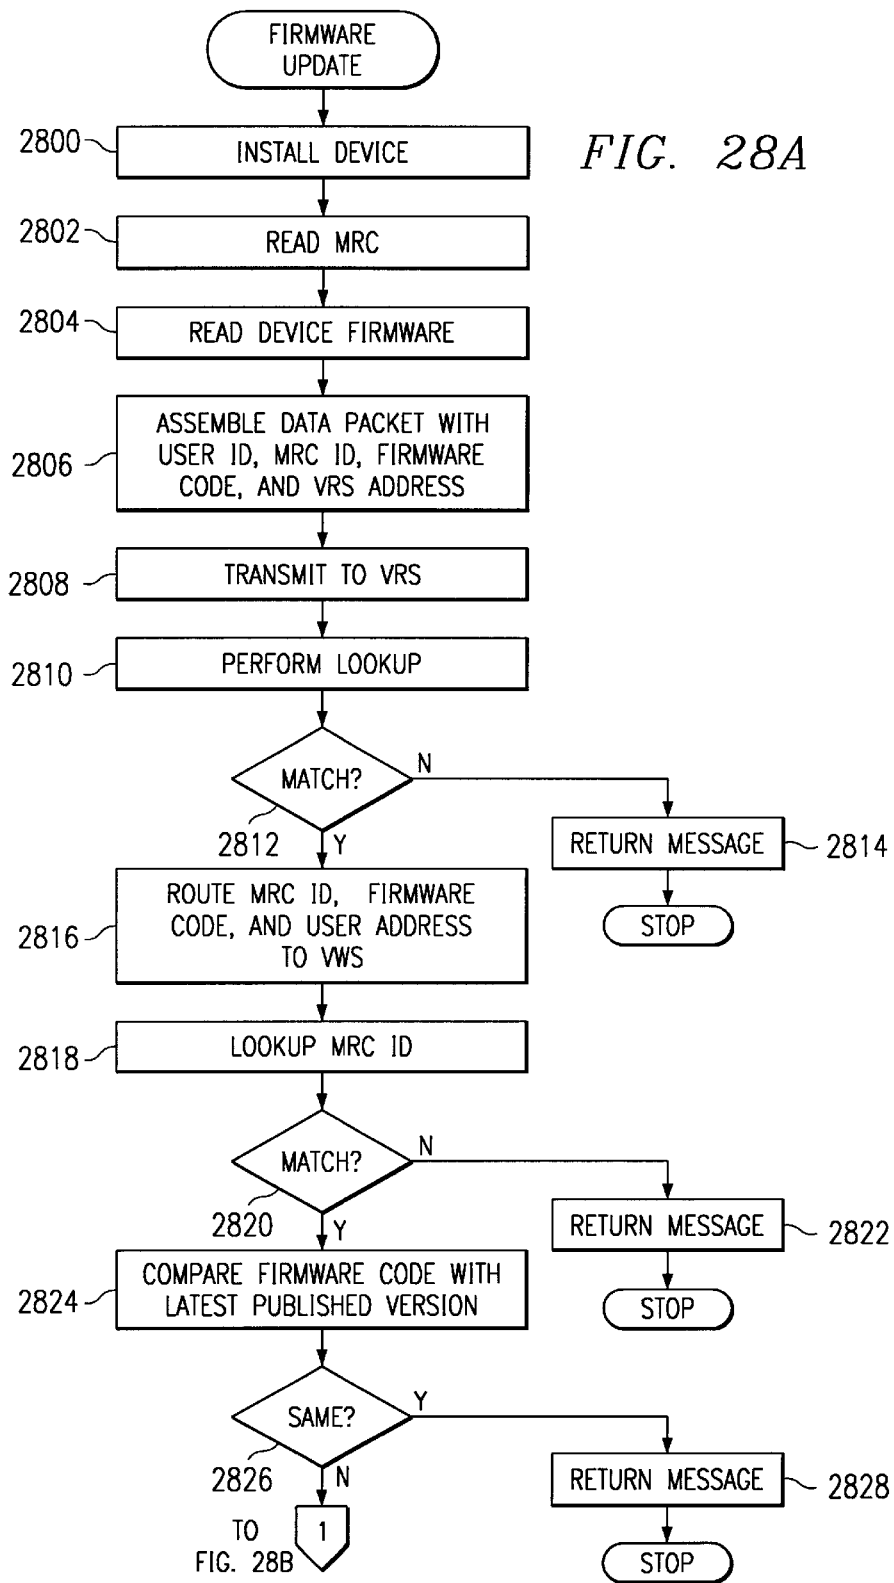 FIRMWARE
UPDATE
FIG. 28A
2800
INSTALL DEVICE
2802
READ MRC
2804
READ DEVICE FIRMWARE
2806
ASSEMBLE DATA PACKET WITH
USER ID, MRC ID, FIRMWARE
CODE, AND VRS ADDRESS
2808
TRANSMIT TO VRS
2810
PERFORM LOOKUP
MATCH?
N
2812
Y
RETURN MESSAGE
2814
STOP
2816
ROUTE MRC ID, FIRMWARE
CODE, AND USER ADDRESS
TO VWS
2818
LOOKUP MRC ID
MATCH?
N
2820
Y
RETURN MESSAGE
2822
STOP
2824
COMPARE FIRMWARE CODE WITH
LATEST PUBLISHED VERSION
SAME?
Y
2826
N
RETURN MESSAGE
2828
STOP
TO
FIG. 28B
1